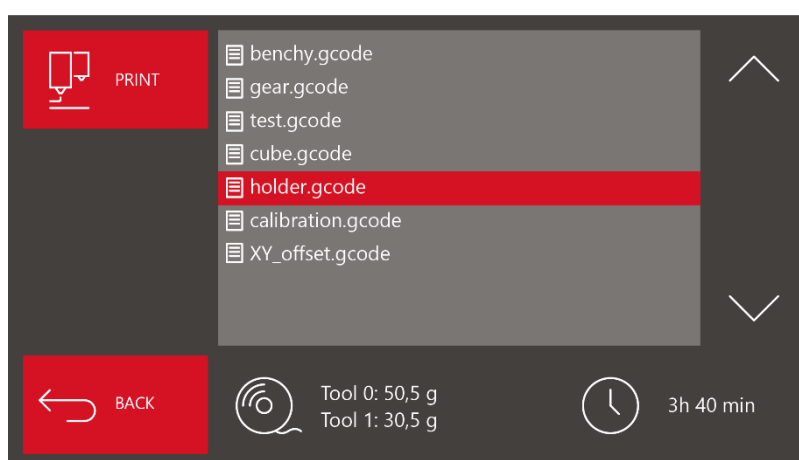 PRINT
benchy.gcode
gear.gcode
test.gcode
cube.gcode
holder.gcode
calibration.gcode
XY_offset.gcode
BACK
Tool 0: 50,5 g
Tool 1: 30,5 g
3h 40 min